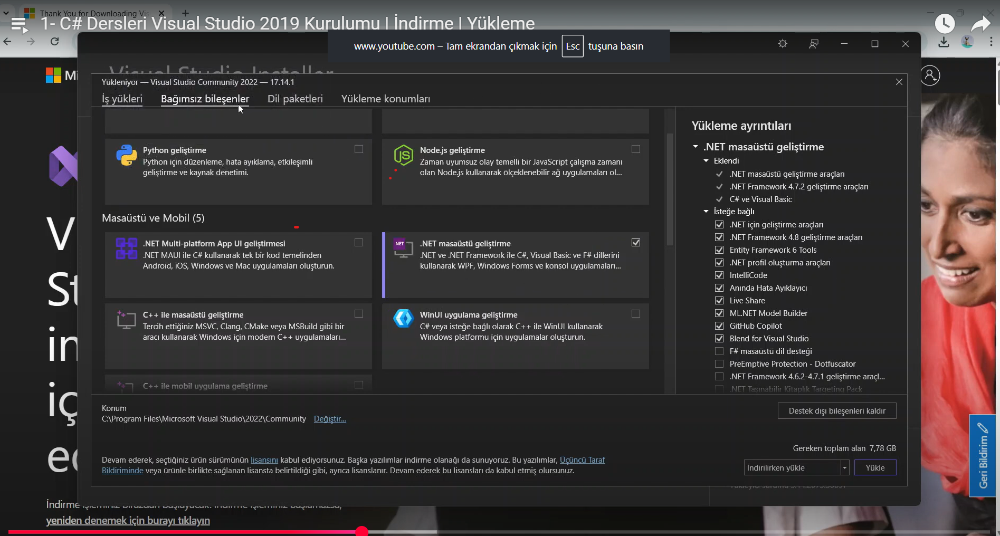 Thank You for Downloading Vis
1- C# Dersleri Visual Studio 2019 Kurulumu | İndirme | Yükleme
www.youtube.com – Tam ekrandan çıkmak için Esc tuşuna basın
Visual Studio Installer
Yükleniyor — Visual Studio Community 2022 — 17.14.1
İş yükleri Bağımsız bileşenler Dil paketleri Yükleme konumları
Python geliştirme
Python için düzenleme, hata ayıklama, etkileşimli
geliştirme ve kaynak denetimi.
Node.js geliştirme
Zaman uyumsuz olay temelli bir JavaScript çalışma zamanı
olan Node.js kullanarak ölçeklenebilir ağ uygulamaları ol...
Masaüstü ve Mobil (5)
.NET Multi-platform App UI geliştirmesi
.NET MAUI ile C# kullanarak tek bir kod temelinden
Android, iOS, Windows ve Mac uygulamaları oluşturun.
.NET
.NET masaüstü geliştirme
.NET ve .NET Framework ile C#, Visual Basic ve F# dillerini
kullanarak WPF, Windows Forms ve konsol uygulamaları...
C++ ile masaüstü geliştirme
Tercih ettiğiniz MSVC, Clang, CMake veya MSBuild gibi bir
aracı kullanarak Windows için modern C++ uygulamaları...
WinUI uygulama geliştirme
C# veya isteğe bağlı olarak C++ ile WinUI kullanarak
Windows platformu için uygulamalar oluşturun.
C++ ile mobil uygulama geliştirme
Yükleme ayrıntıları
.NET masaüstü geliştirme
Eklendi
.NET masaüstü geliştirme araçları
.NET Framework 4.7.2 geliştirme araçları
C# ve Visual Basic
İsteğe bağlı
.NET için geliştirme araçları
.NET Framework 4.8 geliştirme araçları
Entity Framework 6 Tools
.NET profil oluşturma araçları
IntelliCode
Anında Hata Ayıklayıcı
Live Share
ML.NET Model Builder
GitHub Copilot
Blend for Visual Studio
F# masaüstü dil desteği
PreEmptive Protection - Dotfuscator
.NET Framework 4.6.2-4.7.1 geliştirme araçl...
.NET Taşınabilir Kitaplık Targeting Pack
Konum
C:\Program Files\Microsoft Visual Studio\2022\Community Değiştir...
Destek dışı bileşenleri kaldır
Gereken toplam alan 7,78 GB
Devam ederek, seçtiğiniz ürün sürümünün lisansını kabul ediyorsunuz. Başka yazılımlar indirme olanağı da sunuyoruz. Bu yazılımlar, Üçüncü Taraf
Bildiriminde veya ürünle birlikte sağlanan lisansta belirtildiği gibi, ayrıca lisanslanır. Devam ederek bu lisansları da kabul etmiş olursunuz.
İndirilirken yükle Yükle
Geri Bildirim
Mi
V
St
in
iç
ed
İndirme işleminiz birazdan başlayacak. İndirme işleminiz başlamazsa,
yeniden denemek için burayı tıklayın